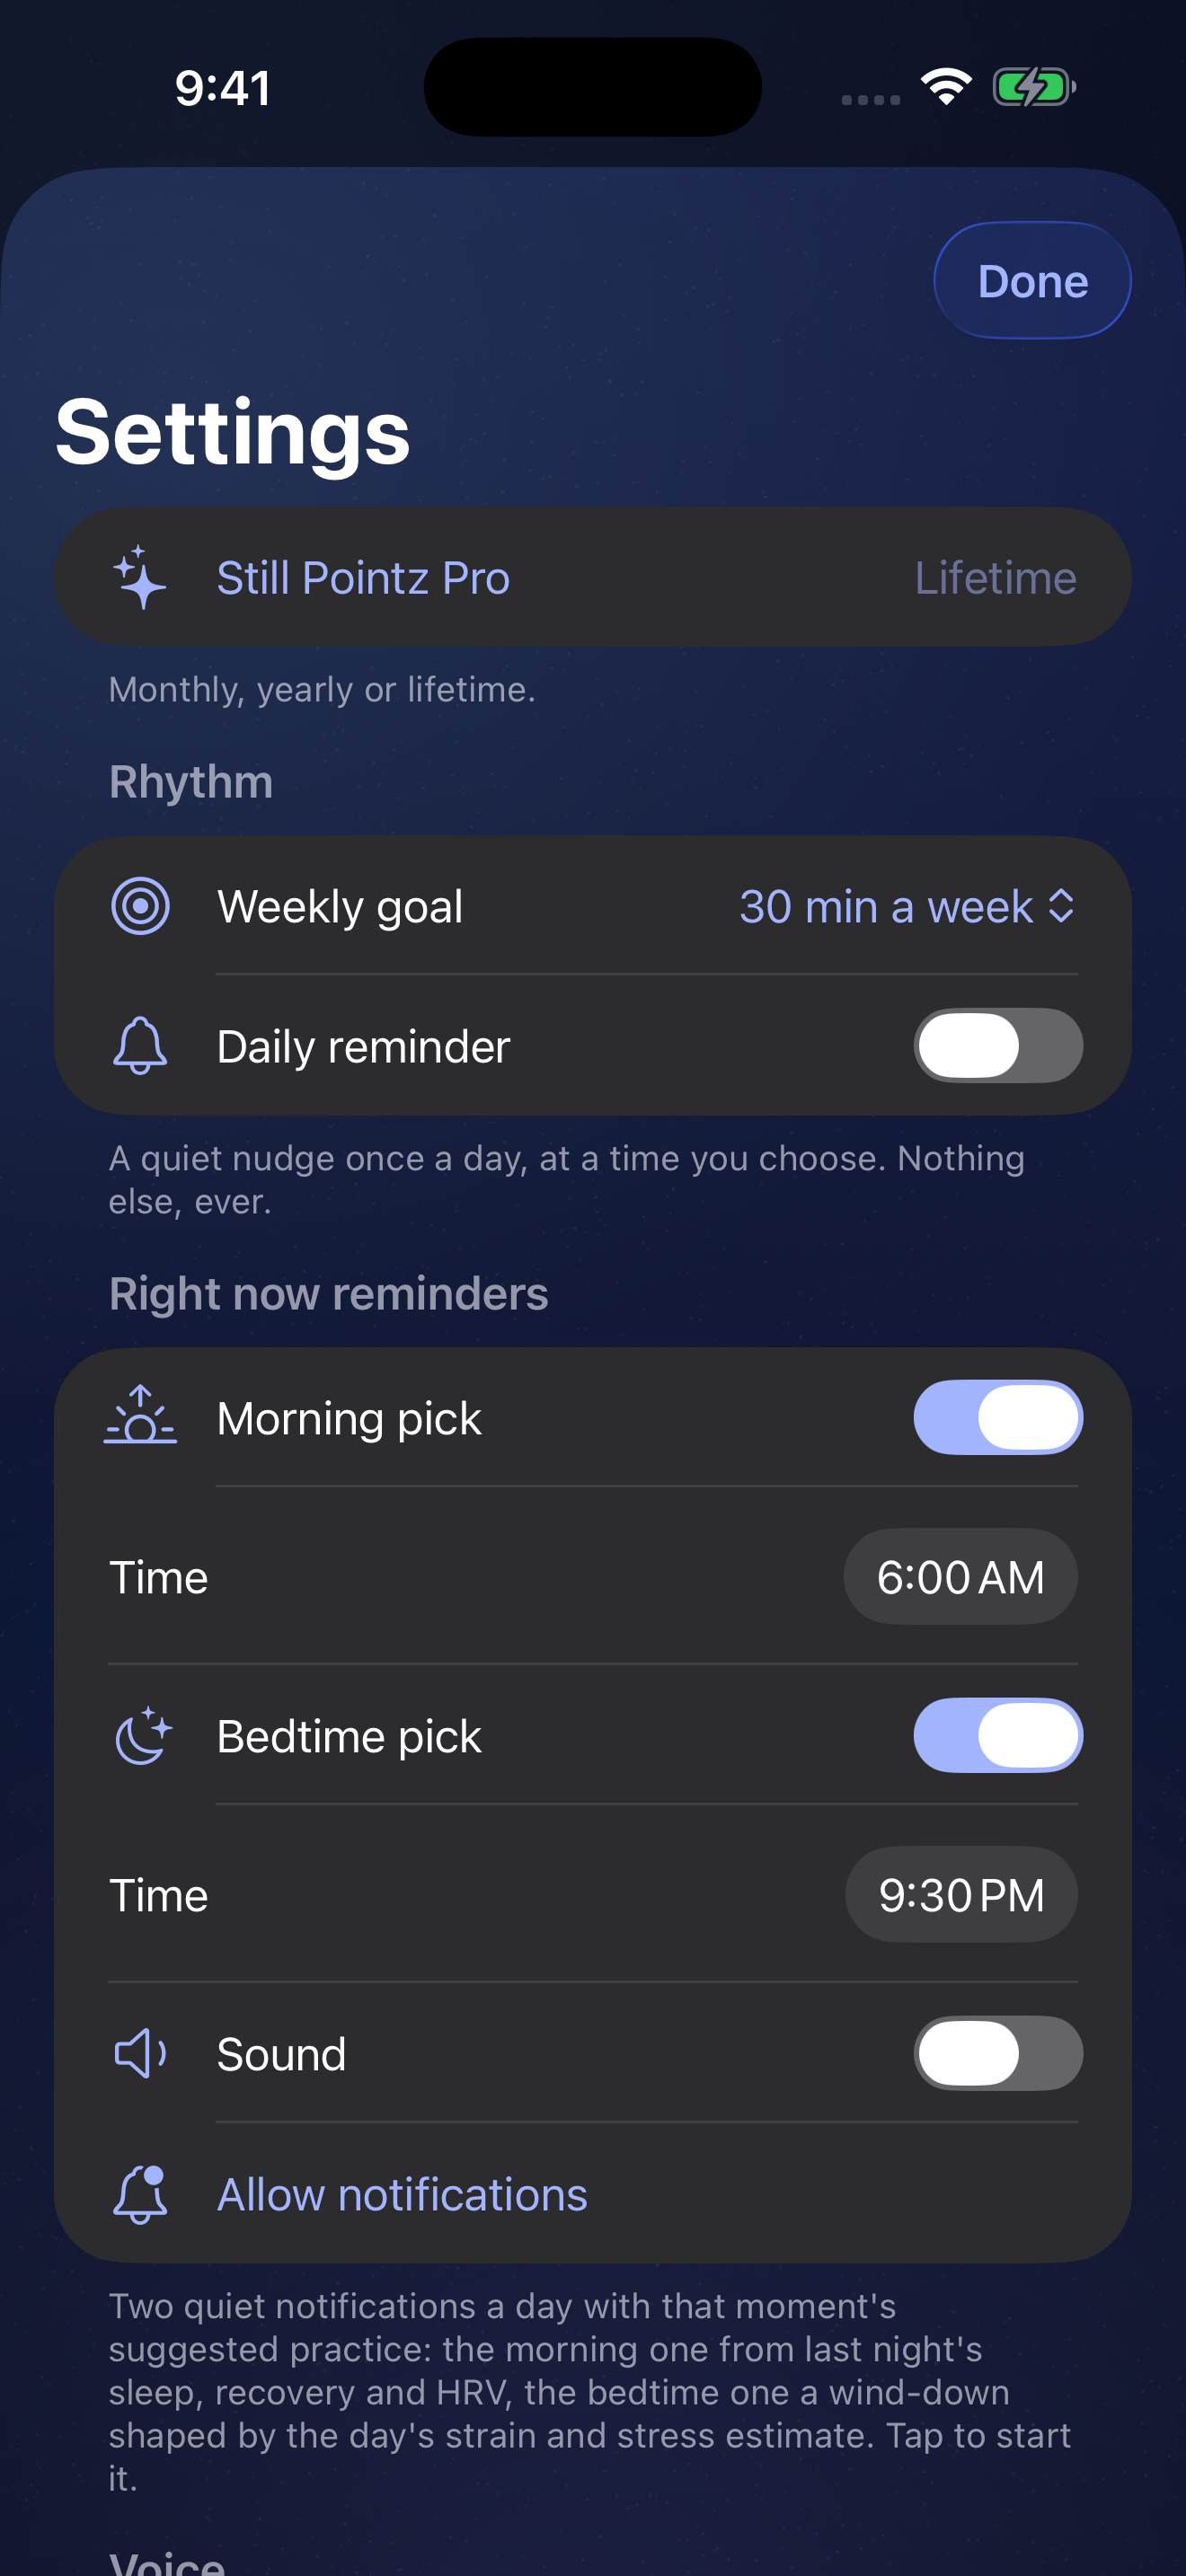 9:41
Done
Settings
Still Pointz Pro Lifetime
Monthly, yearly or lifetime.
Rhythm
Weekly goal 30 min a week
Daily reminder
A quiet nudge once a day, at a time you choose. Nothing
else, ever.
Right now reminders
Morning pick
Time 6:00 AM
Bedtime pick
Time 9:30 PM
Sound
Allow notifications
Two quiet notifications a day with that moment's
suggested practice: the morning one from last night's
sleep, recovery and HRV, the bedtime one a wind-down
shaped by the day's strain and stress estimate. Tap to start
it.
Voice